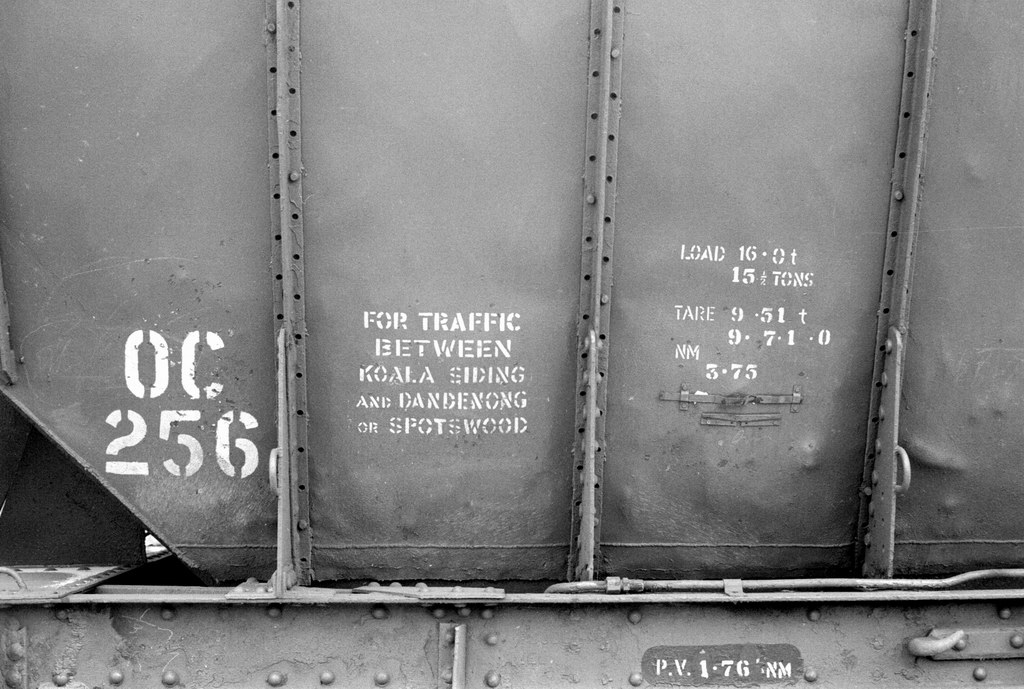 OC
256
FOR TRAFFIC
BETWEEN
KOALA SIDING
AND DANDENONG
OR SPOTSWOOD
LOAD 16·0 t
15½ TONS
TARE 9·51 t
9·7·1·0
NM
3·75
P.V. 1·76 NM